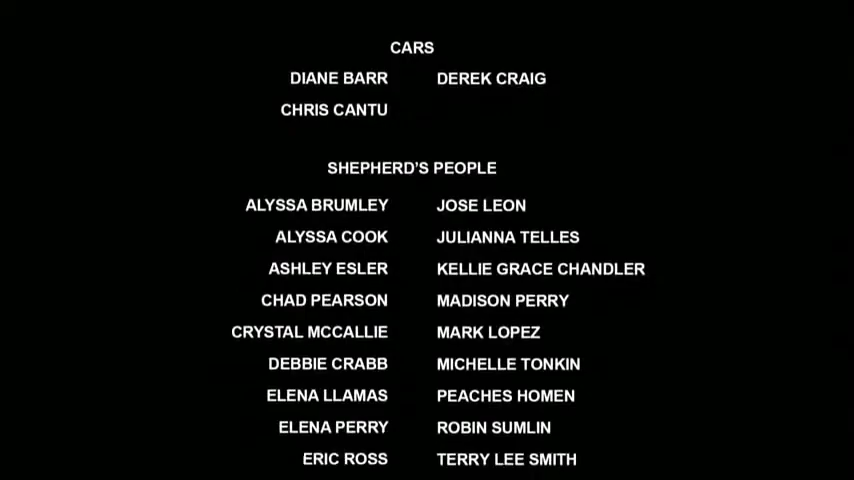 CARS
DIANE BARR DEREK CRAIG
CHRIS CANTU
SHEPHERD'S PEOPLE
ALYSSA BRUMLEY JOSE LEON
ALYSSA COOK JULIANNA TELLES
ASHLEY ESLER KELLIE GRACE CHANDLER
CHAD PEARSON MADISON PERRY
CRYSTAL MCCALLIE MARK LOPEZ
DEBBIE CRABB MICHELLE TONKIN
ELENA LLAMAS PEACHES HOMEN
ELENA PERRY ROBIN SUMLIN
ERIC ROSS TERRY LEE SMITH